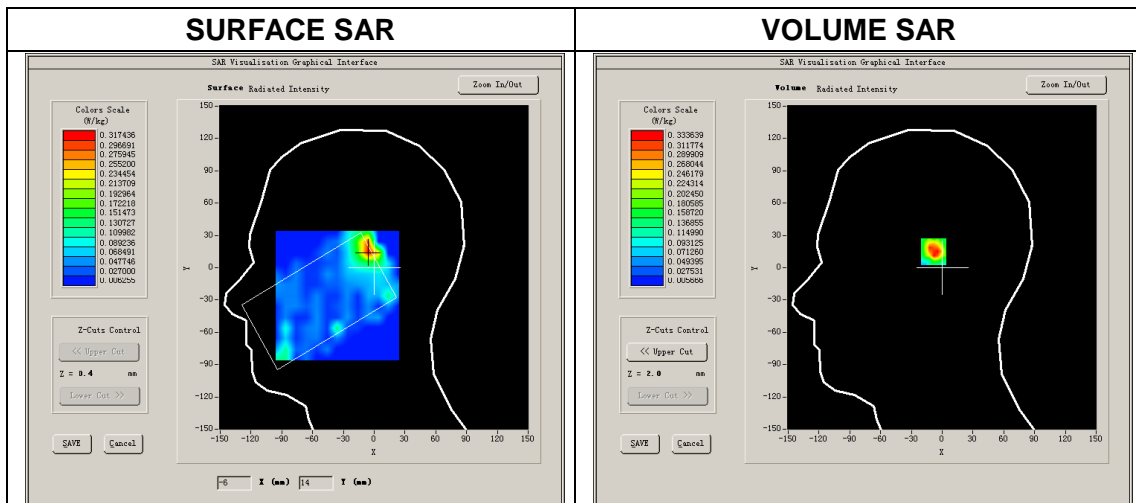 SURFACE SAR
VOLUME SAR
SAR Visualisation Graphical Interface
Surface Radiated Intensity
Zoom In/Out
Colors Scale
(W/kg)
0.317436
0.296691
0.275945
0.255200
0.234454
0.213709
0.192964
0.172218
0.151473
0.130727
0.109982
0.089236
0.068491
0.047746
0.027000
0.006255
Z-Cuts Control
<< Upper Cut
Z = 0.4 mm
Lower Cut >>
SAVE
Cancel
150
120
90
60
30
0
-30
-60
-90
-120
-150
Y
-150 -120 -90 -60 -30 0 30 60 90 120 150
X
-6 X (mm) 14 Y (mm)
SAR Visualisation Graphical Interface
Volume Radiated Intensity
Zoom In/Out
Colors Scale
(W/kg)
0.333639
0.311774
0.289909
0.268044
0.246179
0.224314
0.202450
0.180585
0.158720
0.136855
0.114990
0.093125
0.071260
0.049395
0.027531
0.005666
Z-Cuts Control
<< Upper Cut
Z = 2.0 mm
Lower Cut >>
SAVE
Cancel
150
120
90
60
30
0
-30
-60
-90
-120
-150
Y
-150 -120 -90 -60 -30 0 30 60 90 120 150
X